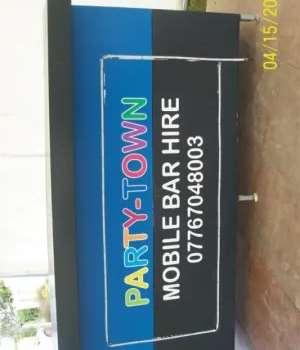 PARTY-TOWN
MOBILE BAR HIRE
07767048003
04/15/20